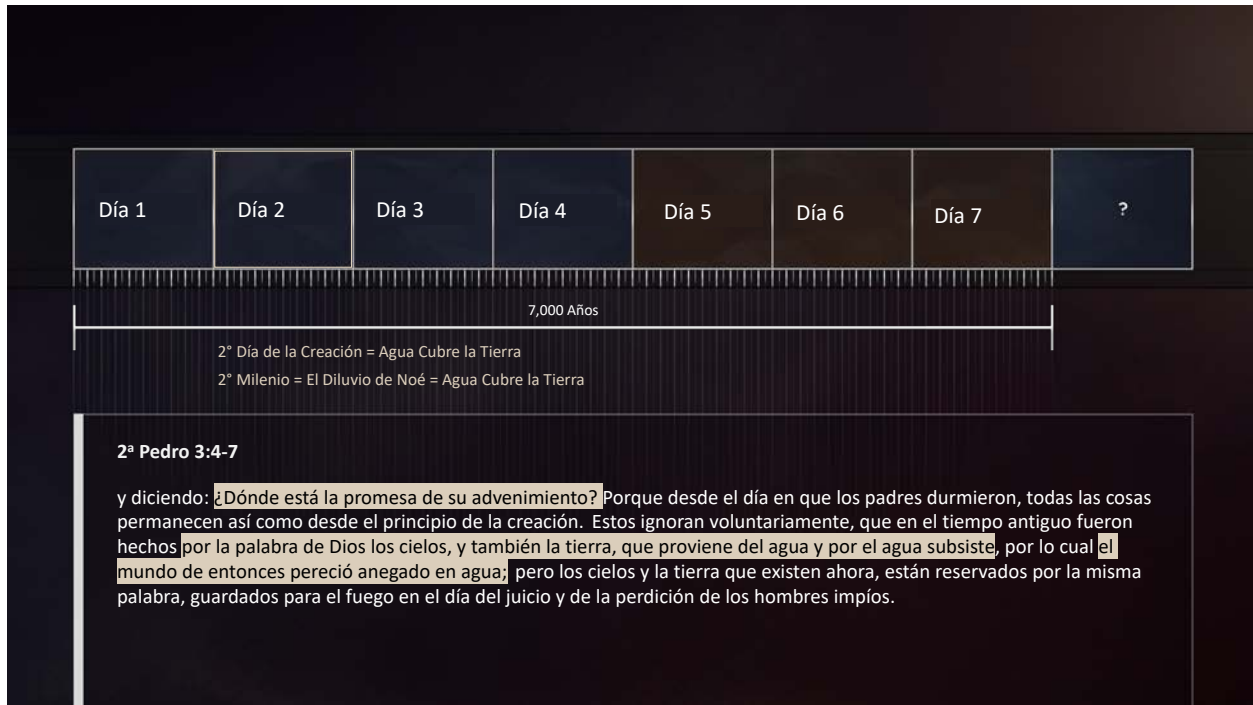 Día 1
Día 2
Día 3
Día 4
Día 5
Día 6
Día 7
?
7,000 Años
2° Día de la Creación = Agua Cubre la Tierra
2° Milenio = El Diluvio de Noé = Agua Cubre la Tierra
2ª Pedro 3:4-7
y diciendo: ¿Dónde está la promesa de su advenimiento? Porque desde el día en que los padres durmieron, todas las cosas
permanecen así como desde el principio de la creación. Estos ignoran voluntariamente, que en el tiempo antiguo fueron
hechos por la palabra de Dios los cielos, y también la tierra, que proviene del agua y por el agua subsiste, por lo cual el
mundo de entonces pereció anegado en agua; pero los cielos y la tierra que existen ahora, están reservados por la misma
palabra, guardados para el fuego en el día del juicio y de la perdición de los hombres impíos.